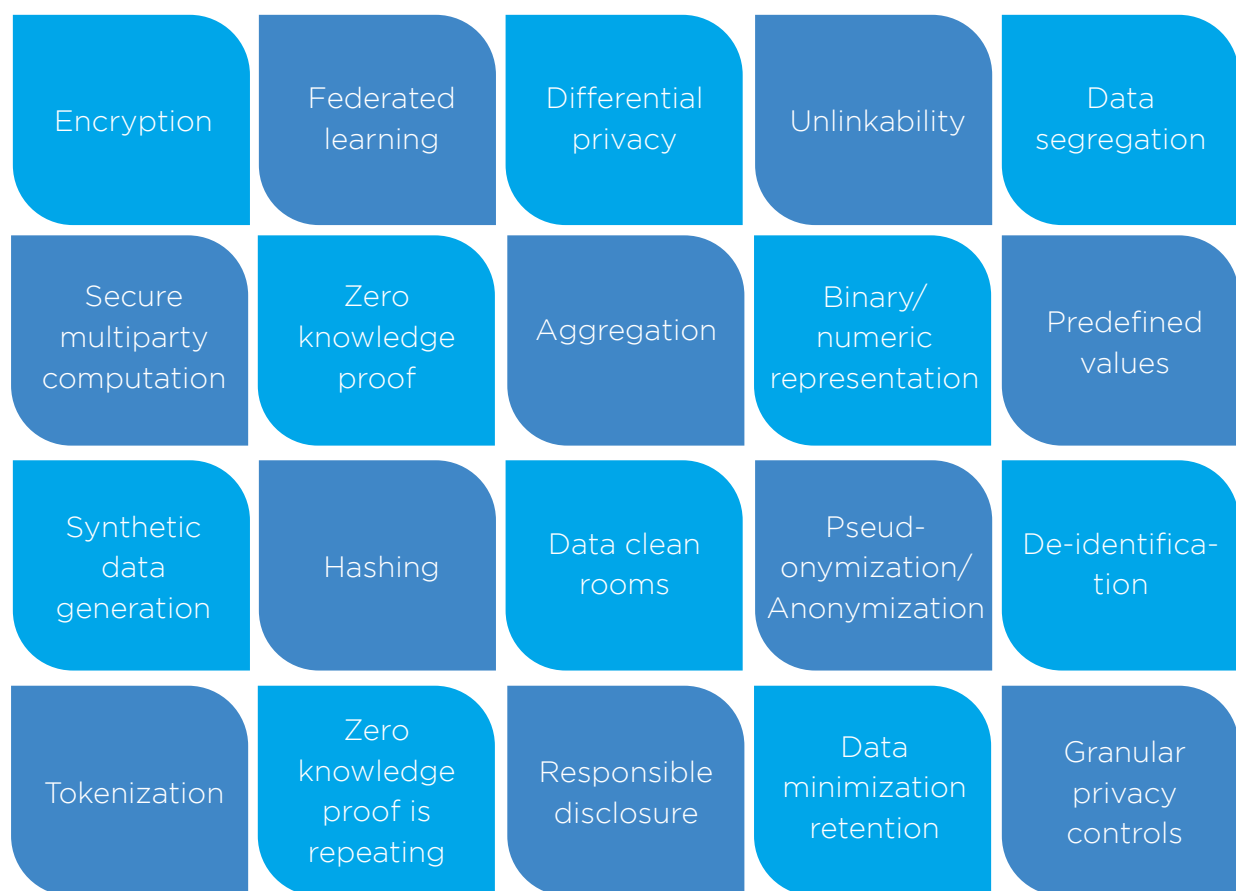 Encryption
Federated
learning
Differential
privacy
Unlinkability
Data
segregation
Secure
multiparty
computation
Zero
knowledge
proof
Aggregation
Binary/
numeric
representation
Predefined
values
Synthetic
data
generation
Hashing
Data clean
rooms
Pseud-
onymization/
Anonymization
De-identifica-
tion
Tokenization
Zero
knowledge
proof is
repeating
Responsible
disclosure
Data
minimization
retention
Granular
privacy
controls